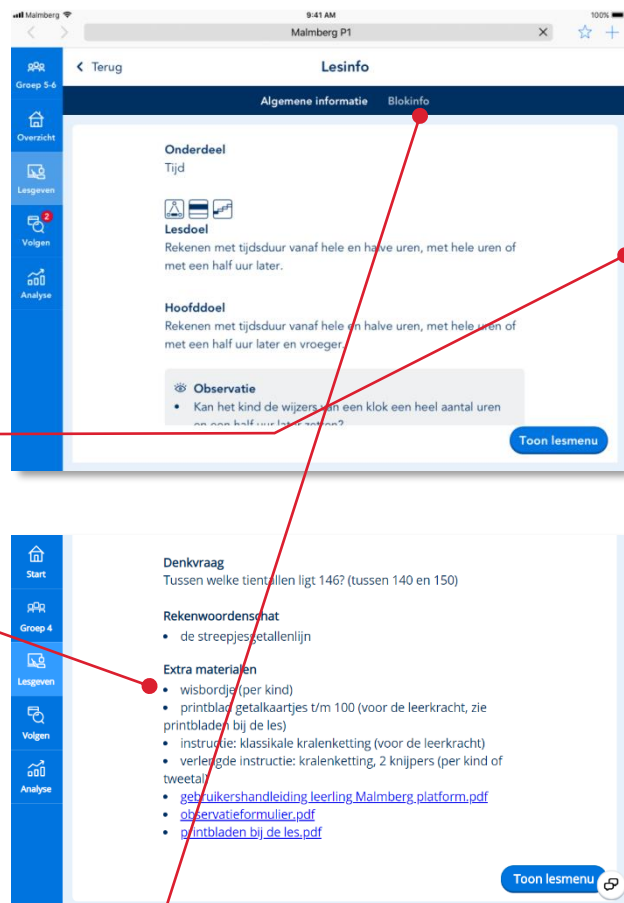 Malmberg
9:41 AM
100%
Malmberg P1
Groep 5-6
Overzicht
Lesgeven
2
Volgen
Analyse
Terug
Lesinfo
Algemene informatie Blokinfo
Onderdeel
Tijd
Lesdoel
Rekenen met tijdsduur vanaf hele en halve uren, met hele uren of
met een half uur later.
Hoofddoel
Rekenen met tijdsduur vanaf hele en halve uren, met hele uren of
met een half uur later en vroeger.
Observatie
• Kan het kind de wijzers van een klok een heel aantal uren
en een half uur later zetten?
Toon lesmenu
Start
Groep 4
Lesgeven
Volgen
Analyse
Denkvraag
Tussen welke tientallen ligt 146? (tussen 140 en 150)
Rekenwoordenschat
• de streepjesgetallenlijn
Extra materialen
• wisbordje (per kind)
• printblad getalkaartjes t/m 100 (voor de leerkracht, zie
printbladen bij de les)
• instructie: klassikale kralenketting (voor de leerkracht)
• verlengde instructie: kralenketting, 2 knijpers (per kind of
tweetal)
• gebruikershandleiding leerling Malmberg platform.pdf
• observatieformulier.pdf
• printbladen bij de les.pdf
Toon lesmenu